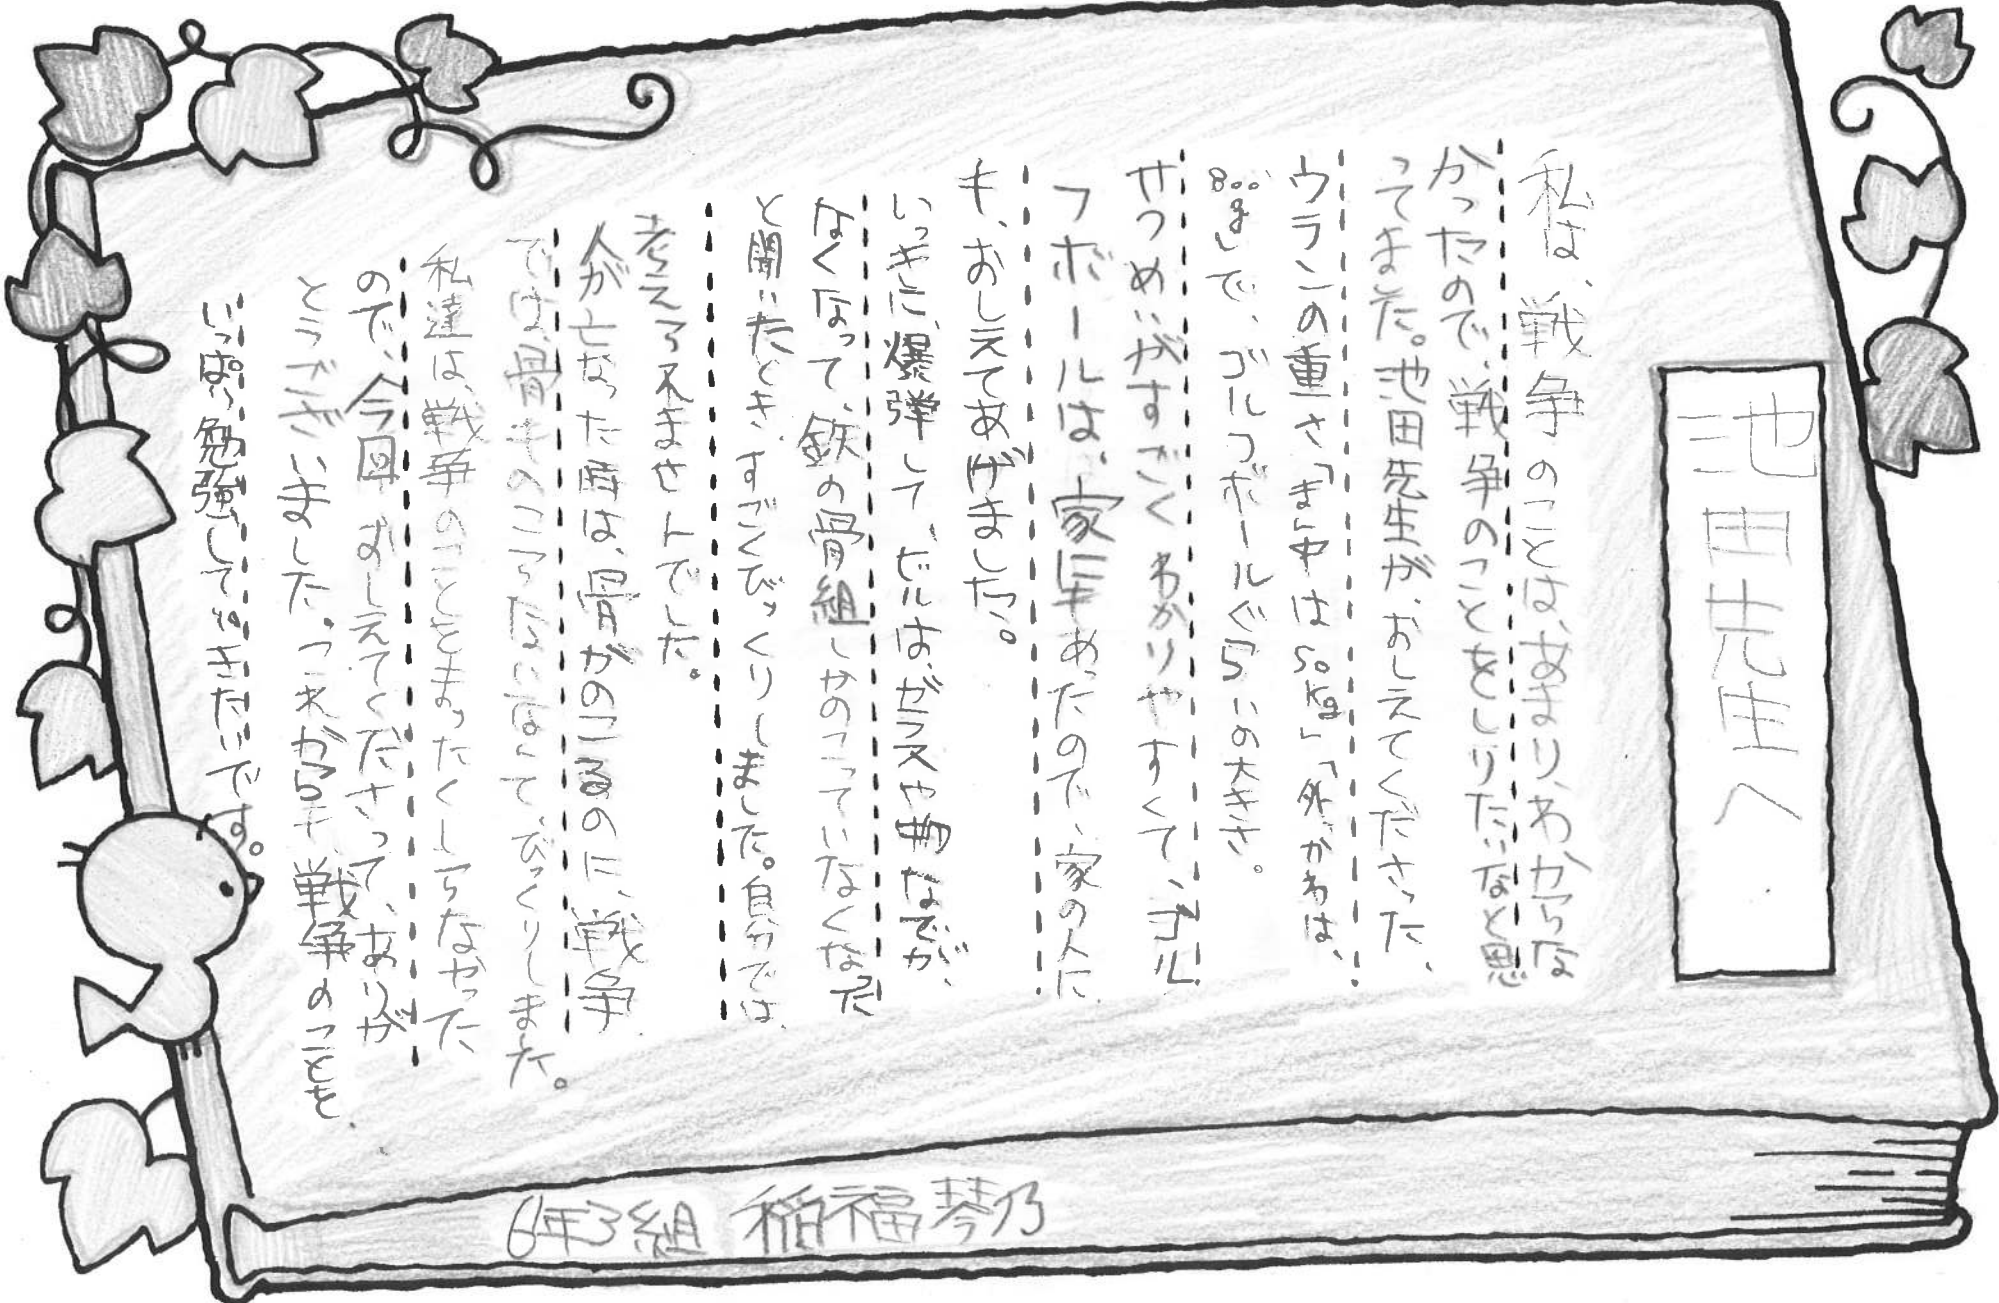 池田先生へ
私は、戦争のことは、あまり、わからな
かったので、戦争のことをしりたいなと思
ってました。池田先生が、おしえてくださった、
ウランの重さ「まん中は50kg」「外がわは、
800g」で、ゴルフボールぐらいの大きさ。
せつめいがすごくわかりやすくて、ゴル
フボールは、家にもあったので、家の人に
も、おしえてあげました。
いっきに、爆弾して、ビルは、ガラスや物などが、
なくなって、鉄の骨組しかのこっていなくなった
と聞いたとき、すごくびっくりしました。自分では、
考えられませんでした。
人が亡なった時は、骨がのこるのに、戦争
では、骨ものこらないなって、びっくりしました。
私達は、戦争のことをまったくしらなかった
ので、今回、おしえてくださって、ありが
とうございました。これからも、戦争のことを
いっぱい勉強していきたいです。
6年3組 稲福琴乃